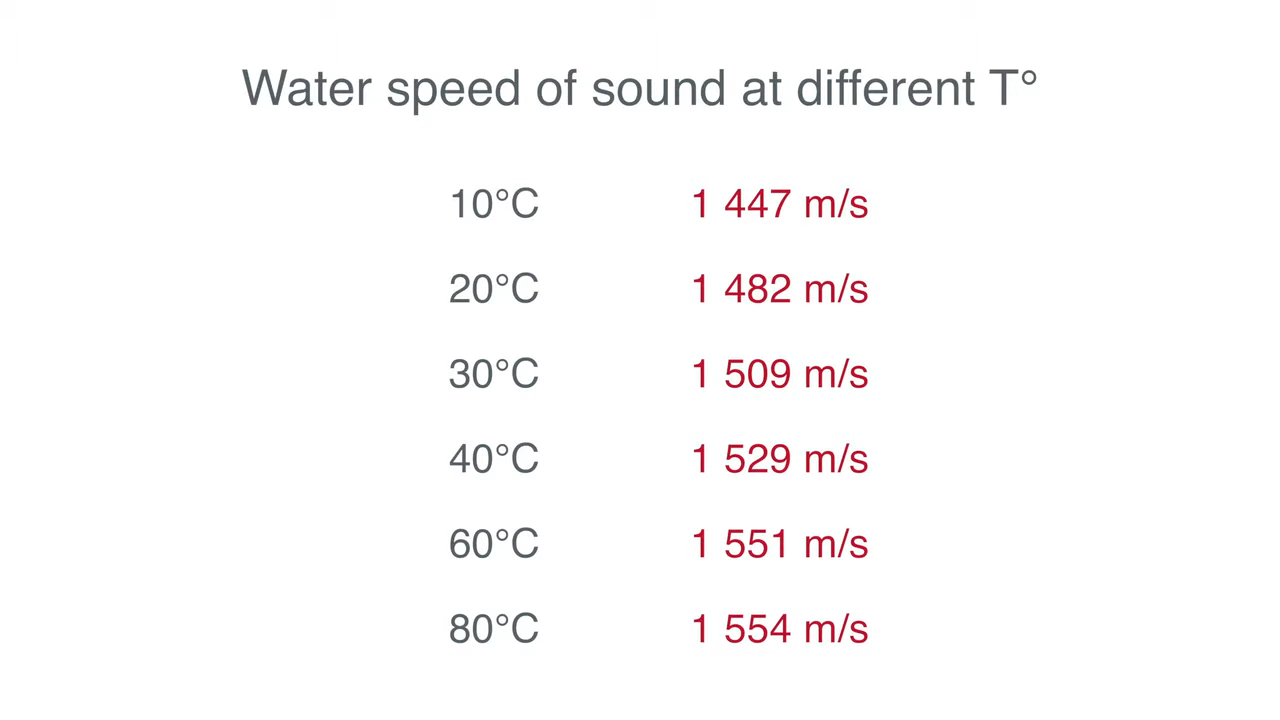 Water speed of sound at different T°
10°C 1 447 m/s
20°C 1 482 m/s
30°C 1 509 m/s
40°C 1 529 m/s
60°C 1 551 m/s
80°C 1 554 m/s